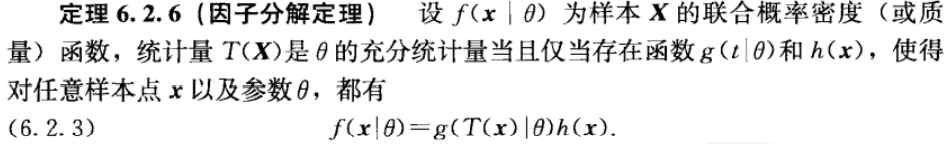 定理 6.2.6（因子分解定理） 设 f(x | θ) 为样本 X 的联合概率密度（或质
量）函数，统计量 T(X)是 θ 的充分统计量当且仅当存在函数 g(t|θ)和 h(x)，使得
对任意样本点 x 以及参数 θ，都有
(6.2.3) f(x|θ)=g(T(x)|θ)h(x).